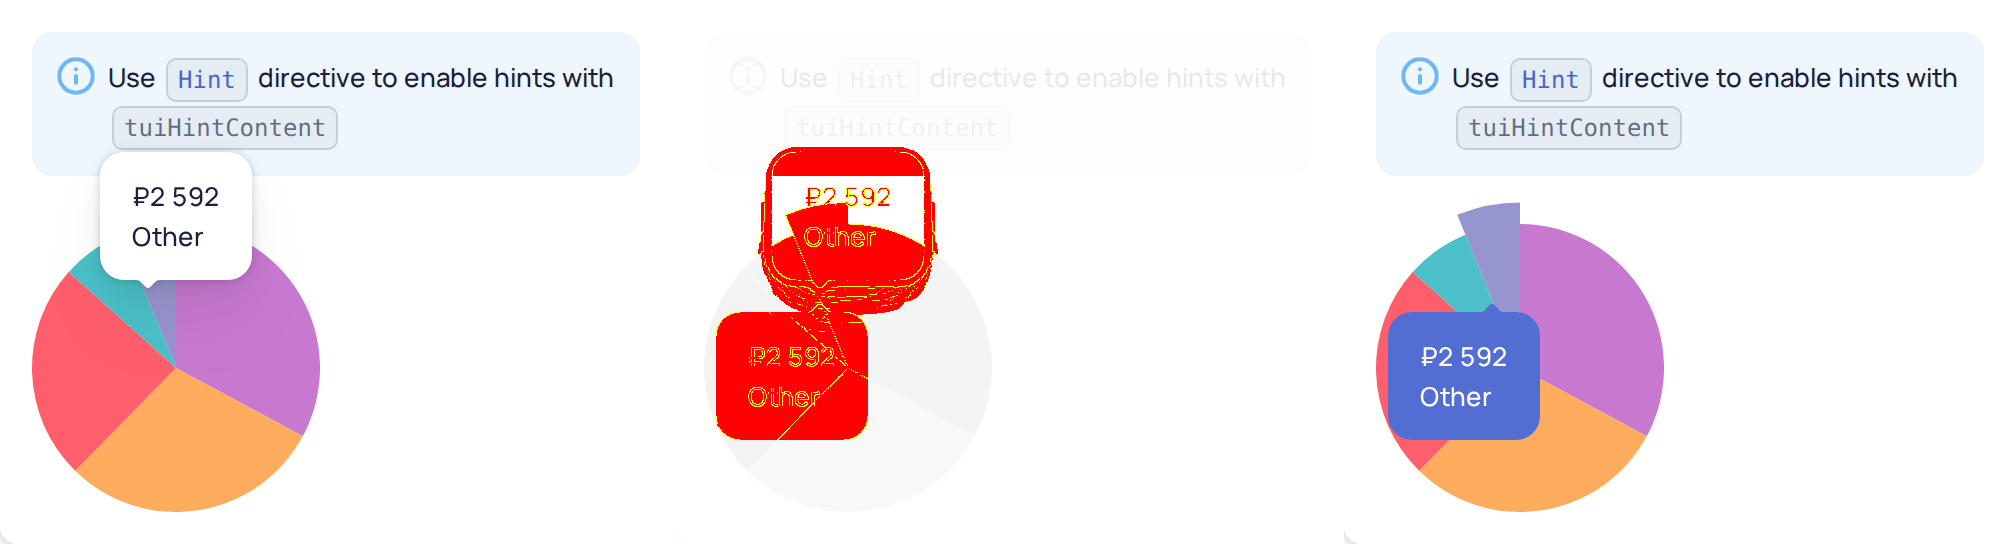 Use Hint directive to enable hints with
tuiHintContent
₽2 592
Other
Use Hint directive to enable hints with
tuiHintContent
₽2 592
Other
₽2 592
Other
Use Hint directive to enable hints with
tuiHintContent
₽2 592
Other